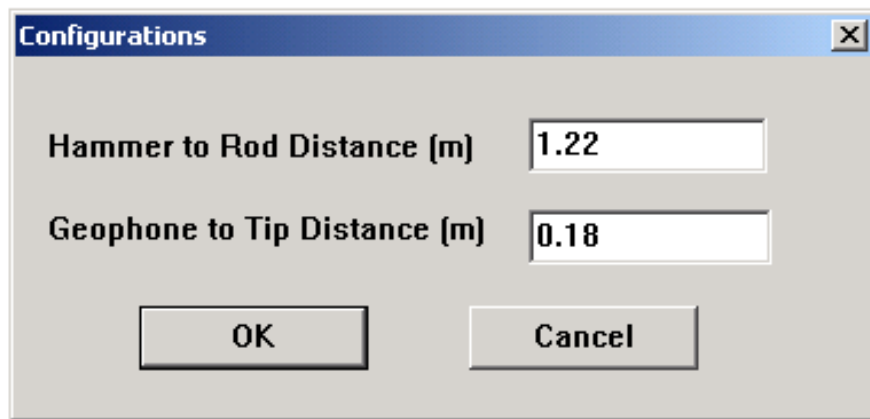 Configurations
Hammer to Rod Distance (m) 1.22
Geophone to Tip Distance (m) 0.18
OK Cancel